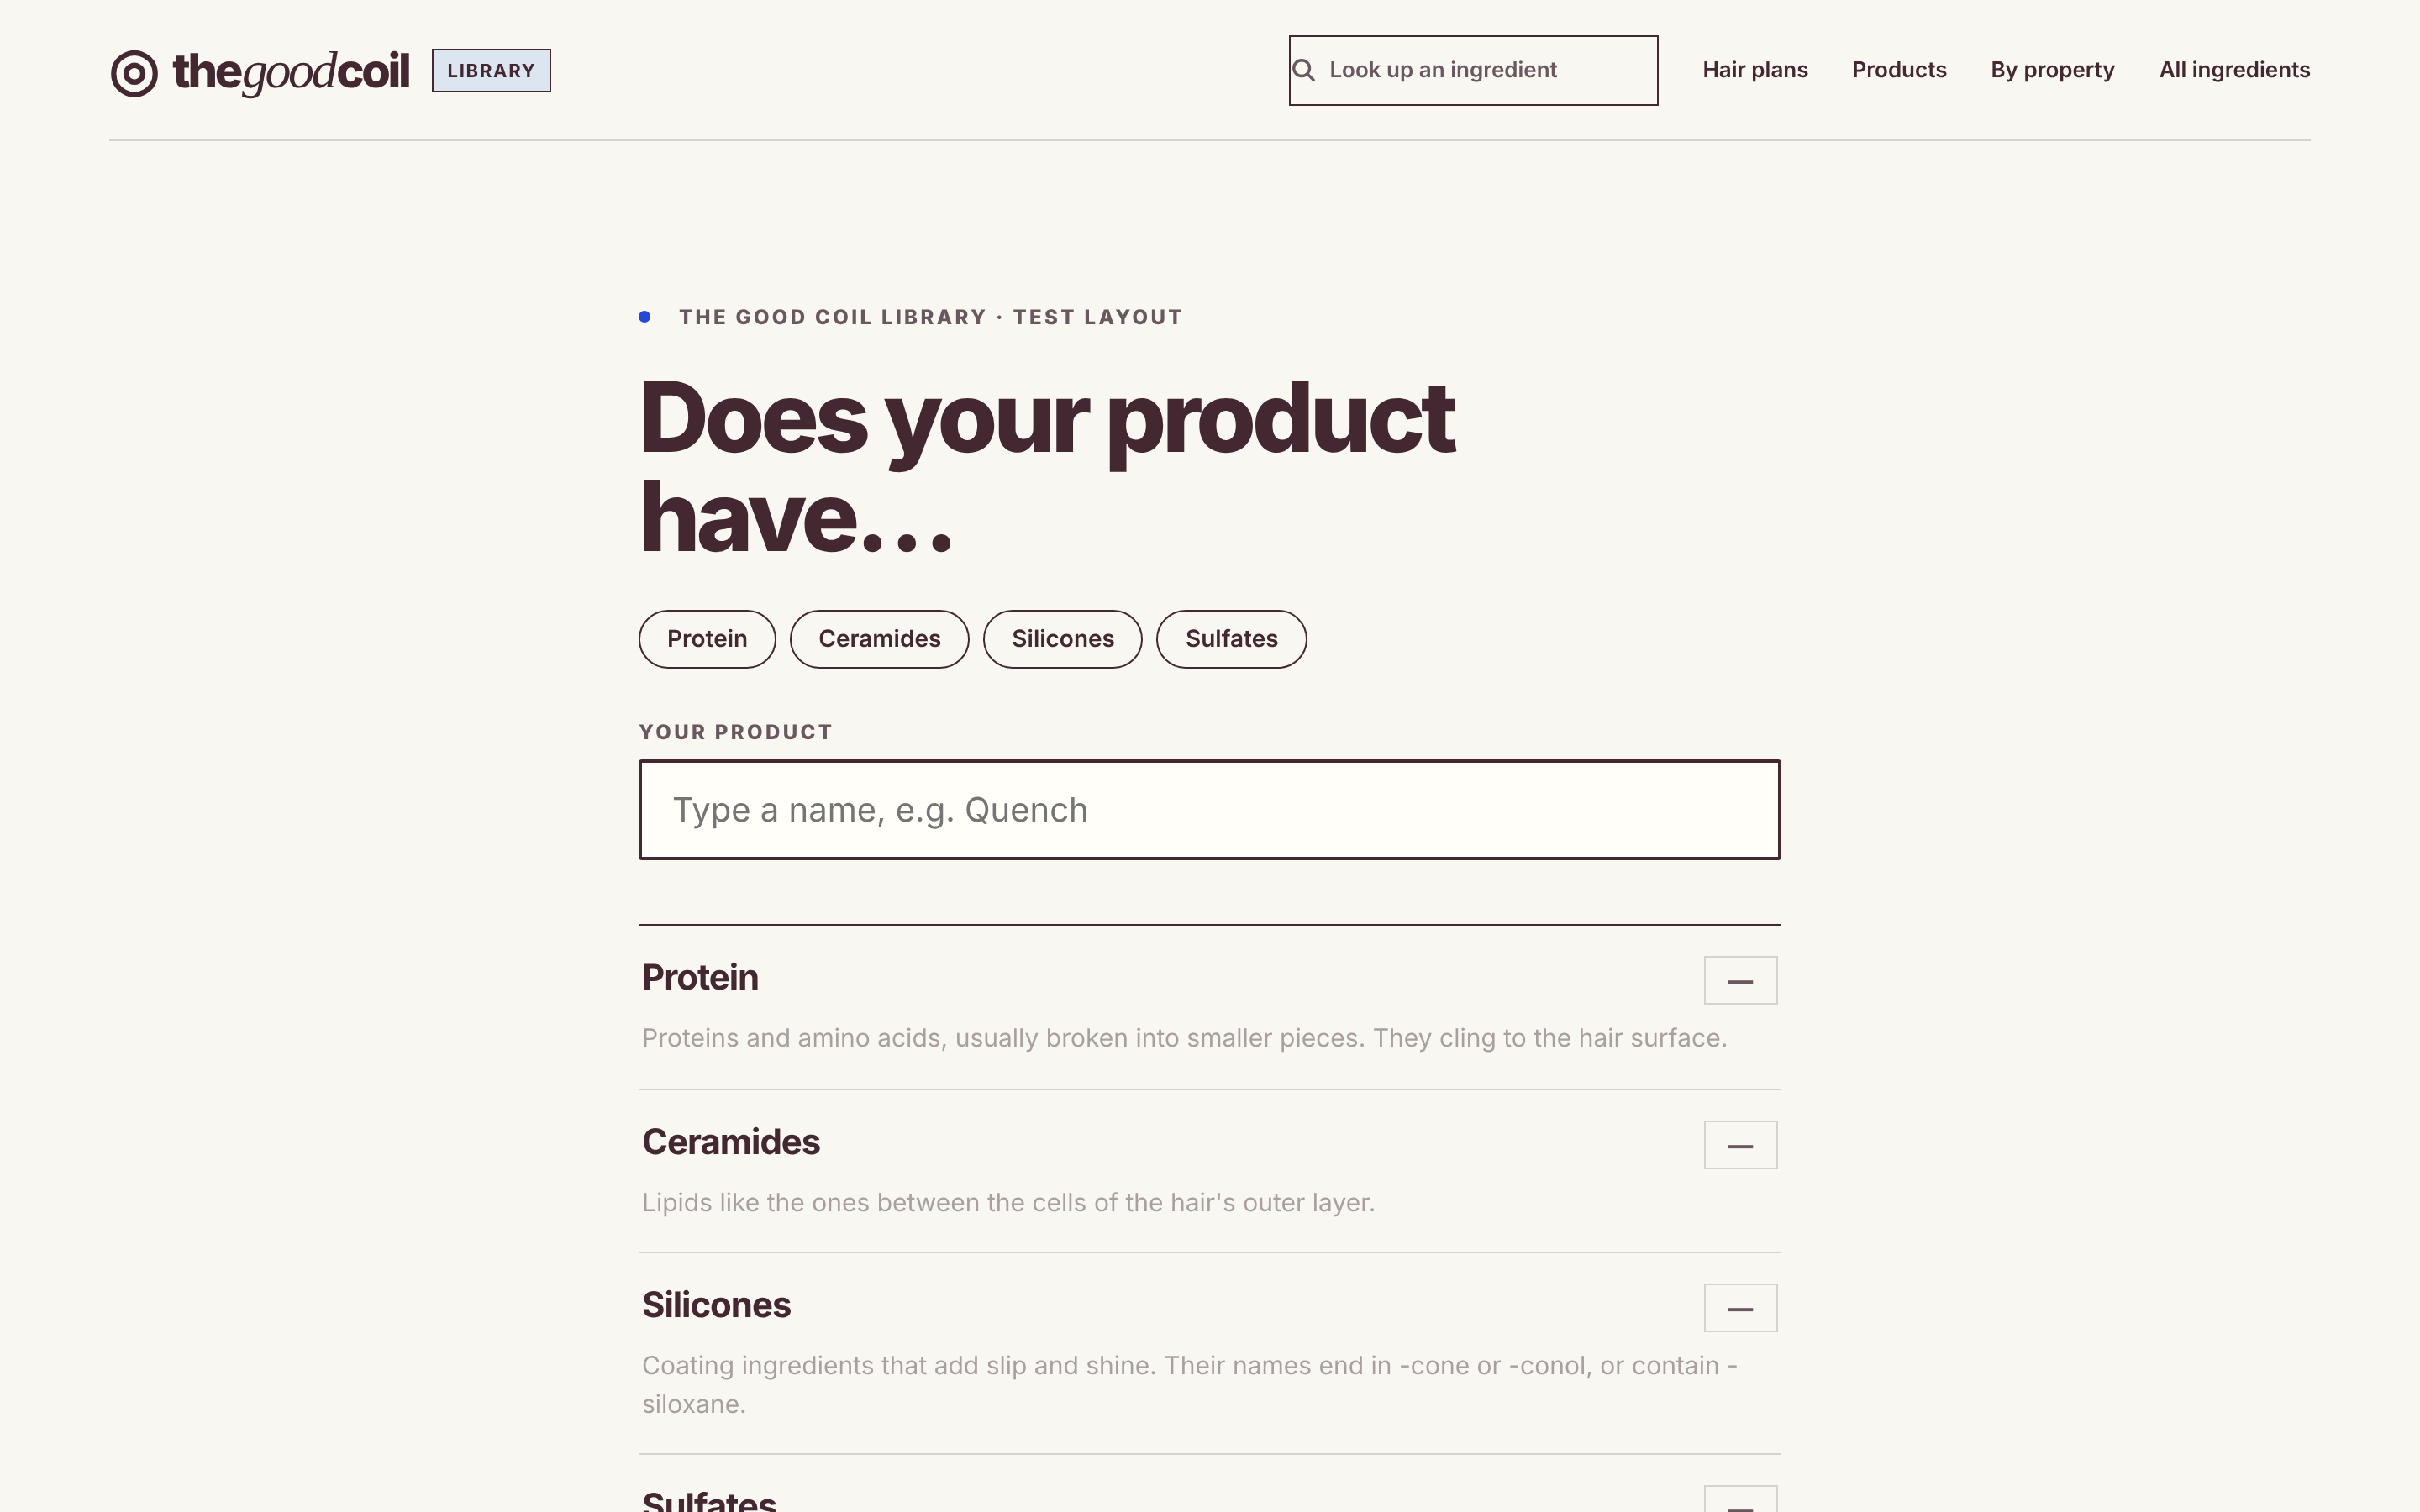 thegoodcoil LIBRARY
Look up an ingredient
Hair plans Products By property All ingredients
THE GOOD COIL LIBRARY · TEST LAYOUT
Does your product
have…
Protein Ceramides Silicones Sulfates
YOUR PRODUCT
Type a name, e.g. Quench
Protein —
Proteins and amino acids, usually broken into smaller pieces. They cling to the hair surface.
Ceramides —
Lipids like the ones between the cells of the hair's outer layer.
Silicones —
Coating ingredients that add slip and shine. Their names end in -cone or -conol, or contain -
siloxane.
Sulfates —